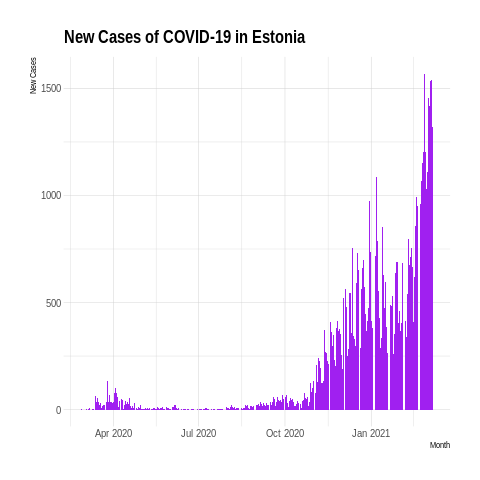 New Cases of COVID-19 in Estonia
New Cases
1500
1000
500
0
Apr 2020 Jul 2020 Oct 2020 Jan 2021
Month